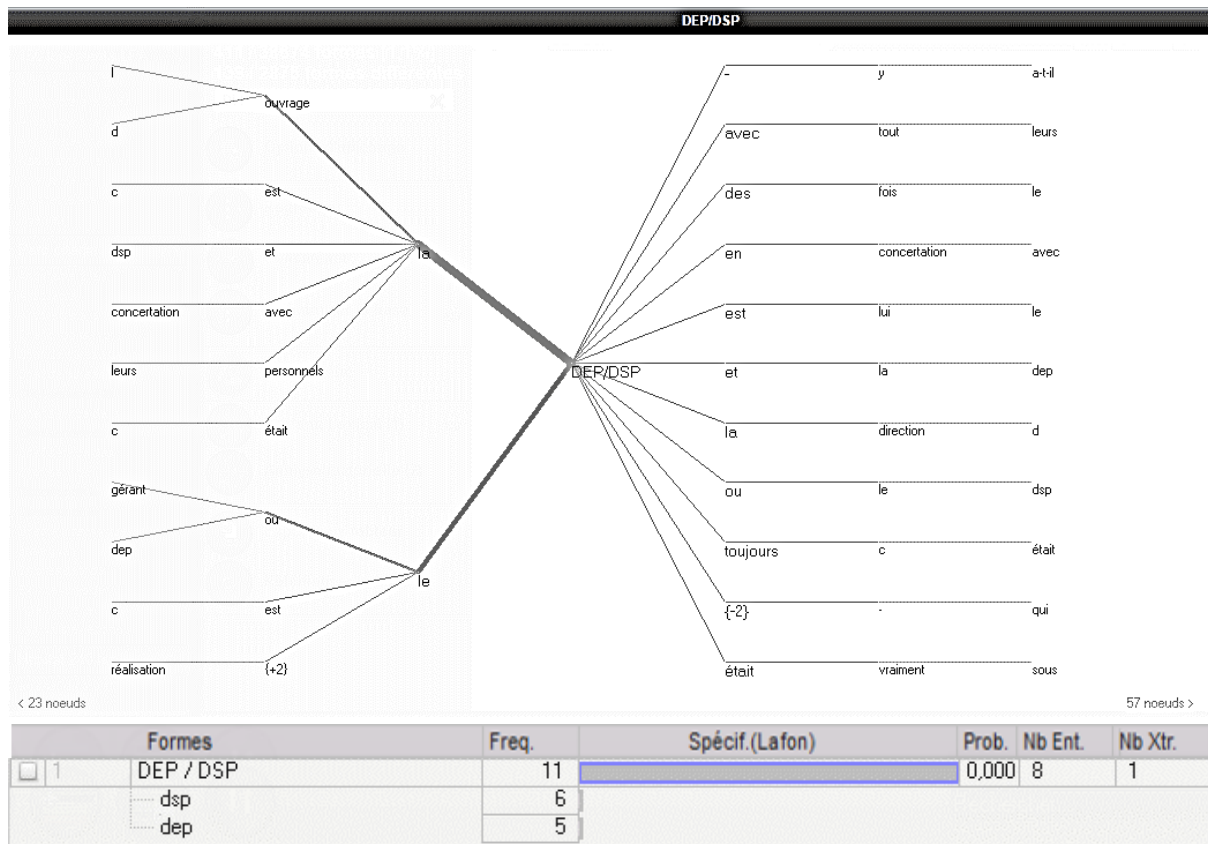 DEP/DSP
l - y a-t-il
ouvrage
d avec tout leurs
c est des fois le
dsp et la en concertation avec
concertation avec est lui le
leurs personnels DEP/DSP et la dep
c était la direction d
gérant ou le dsp
ou
dep toujours c était
le
c est {-2} - qui
réalisation {+2} était vraiment sous
< 23 noeuds 57 noeuds >
Formes Freq. Spécif.(Lafon) Prob. Nb Ent. Nb Xtr.
1 DEP / DSP 11 0,000 8 1
dsp 6
dep 5